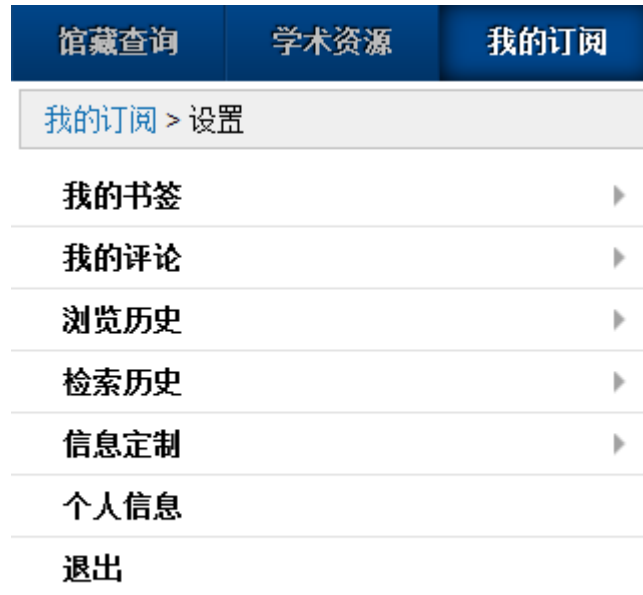 馆藏查询 学术资源 我的订阅
我的订阅 > 设置
我的书签
我的评论
浏览历史
检索历史
信息定制
个人信息
退出